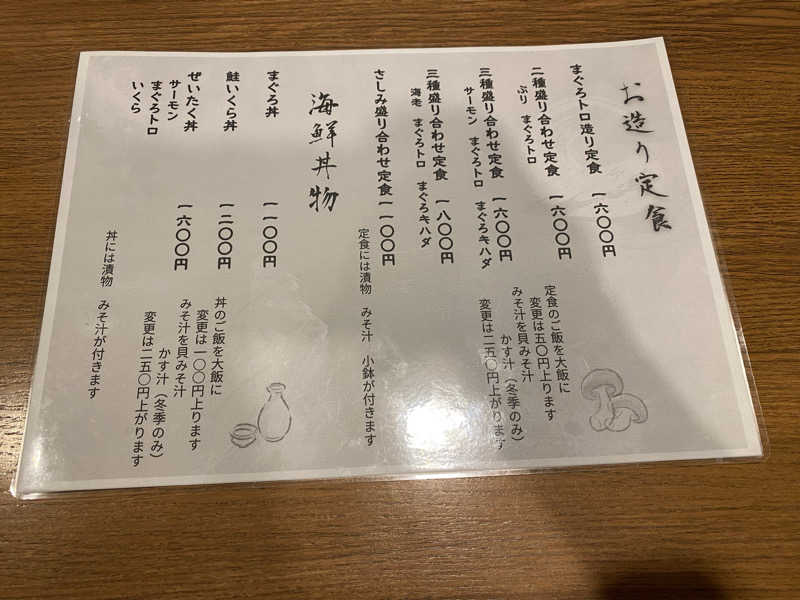 お造り定食
まぐろトロ造り定食 一六〇〇円
二種盛り合わせ定食 一六〇〇円
ぶり まぐろトロ
三種盛り合わせ定食 一六〇〇円
サーモン まぐろトロ まぐろキハダ
三種盛り合わせ定食 一八〇〇円
海老 まぐろトロ まぐろキハダ
さしみ盛り合わせ定食 一一〇〇円
定食のご飯を大飯に
変更は五〇円上ります
みそ汁を貝みそ汁
かす汁（冬季のみ）
変更は二五〇円上がります
定食には漬物 みそ汁 小鉢が付きます
海鮮丼物
まぐろ丼 一一〇〇円
鮭いくら丼 一二〇〇円
ぜいたく丼 一六〇〇円
サーモン
まぐろトロ
いくら
丼のご飯を大飯に
変更は一〇〇円上ります
みそ汁を貝みそ汁
かす汁（冬季のみ）
変更は二五〇円上がります
丼には漬物 みそ汁が付きます